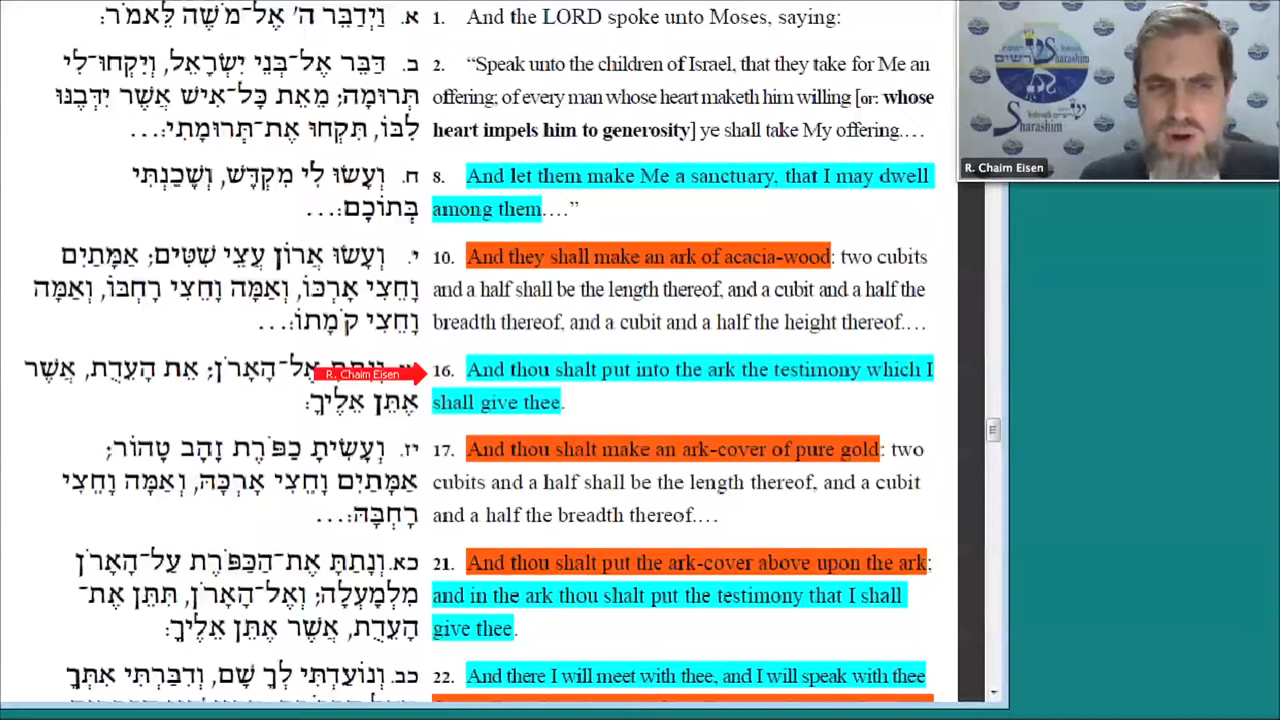 א. וַיְדַבֵּר ה' אֶל־מֹשֶׁה לֵּאמֹר:
ב. דַּבֵּר אֶל־בְּנֵי יִשְׂרָאֵל, וְיִקְחוּ־לִי
תְּרוּמָה; מֵאֵת כָּל־אִישׁ אֲשֶׁר יִדְּבֶנּוּ
לִבּוֹ, תִּקְחוּ אֶת־תְּרוּמָתִי:...
ח. וְעָשׂוּ לִי מִקְדָּשׁ, וְשָׁכַנְתִּי
בְּתוֹכָם:...
י. וְעָשׂוּ אֲרוֹן עֲצֵי שִׁטִּים; אַמָּתַיִם
וָחֵצִי אָרְכּוֹ, וְאַמָּה וָחֵצִי רָחְבּוֹ, וְאַמָּה
וָחֵצִי קֹמָתוֹ:...
אֶל־הָאָרֹן; אֵת הָעֵדֻת, אֲשֶׁר
אֶתֵּן אֵלֶיךָ:
יז. וְעָשִׂיתָ כַפֹּרֶת זָהָב טָהוֹר;
אַמָּתַיִם וָחֵצִי אָרְכָּהּ, וְאַמָּה וָחֵצִי
רָחְבָּהּ:...
כא. וְנָתַתָּ אֶת־הַכַּפֹּרֶת עַל־הָאָרֹן
מִלְמָעְלָה; וְאֶל־הָאָרֹן, תִּתֵּן אֶת־
הָעֵדֻת, אֲשֶׁר אֶתֵּן אֵלֶיךָ:
כב. וְנוֹעַדְתִּי לְךָ שָׁם, וְדִבַּרְתִּי אִתְּךָ
1. And the LORD spoke unto Moses, saying:
2. “Speak unto the children of Israel, that they take for Me an
offering; of every man whose heart maketh him willing [or: whose
heart impels him to generosity] ye shall take My offering.…
8. And let them make Me a sanctuary, that I may dwell
among them.…”
10. And they shall make an ark of acacia-wood: two cubits
and a half shall be the length thereof, and a cubit and a half the
breadth thereof, and a cubit and a half the height thereof.…
R. Chaim Eisen
16. And thou shalt put into the ark the testimony which I
shall give thee.
17. And thou shalt make an ark-cover of pure gold: two
cubits and a half shall be the length thereof, and a cubit
and a half the breadth thereof.…
21. And thou shalt put the ark-cover above upon the ark;
and in the ark thou shalt put the testimony that I shall
give thee.
22. And there I will meet with thee, and I will speak with thee
Yeshivath
Sharashim
R. Chaim Eisen